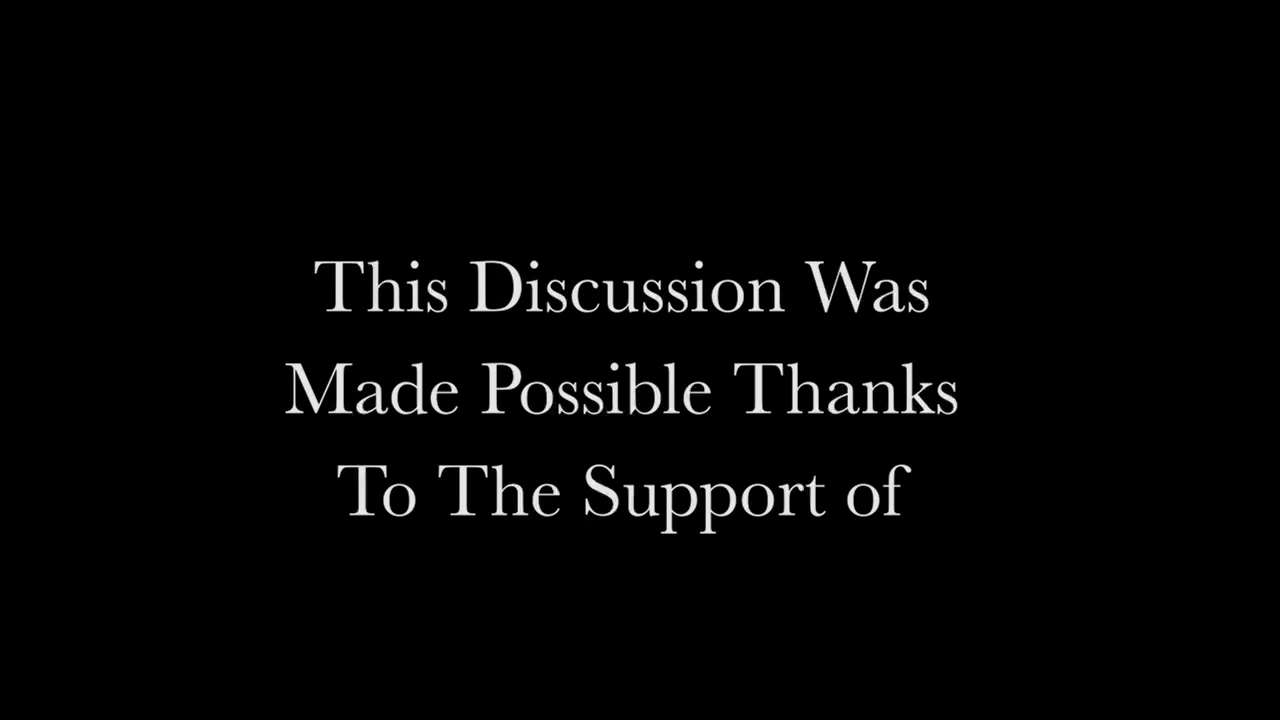 This Discussion Was
Made Possible Thanks
To The Support of